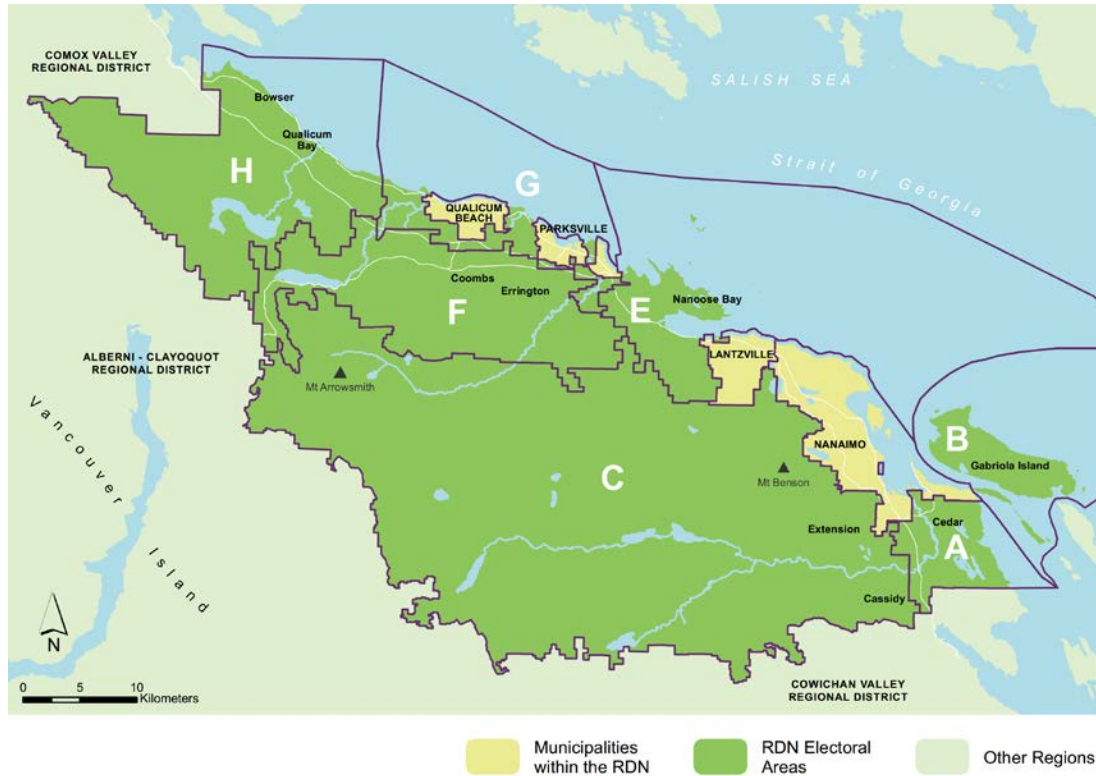 COMOX VALLEY
REGIONAL DISTRICT
SALISH SEA
Bowser
Qualicum
Bay
Strait of Georgia
H
G
QUALICUM
BEACH
PARKSVILLE
Coombs
Errington
F
E
Nanoose Bay
ALBERNI - CLAYOQUOT
REGIONAL DISTRICT
Mt Arrowsmith
LANTZVILLE
Vancouver Island
B
NANAIMO
Gabriola Island
C
Mt Benson
Extension
Cedar
A
Cassidy
N
0 5 10
Kilometers
COWICHAN VALLEY
REGIONAL DISTRICT
Municipalities
within the RDN
RDN Electoral
Areas
Other Regions